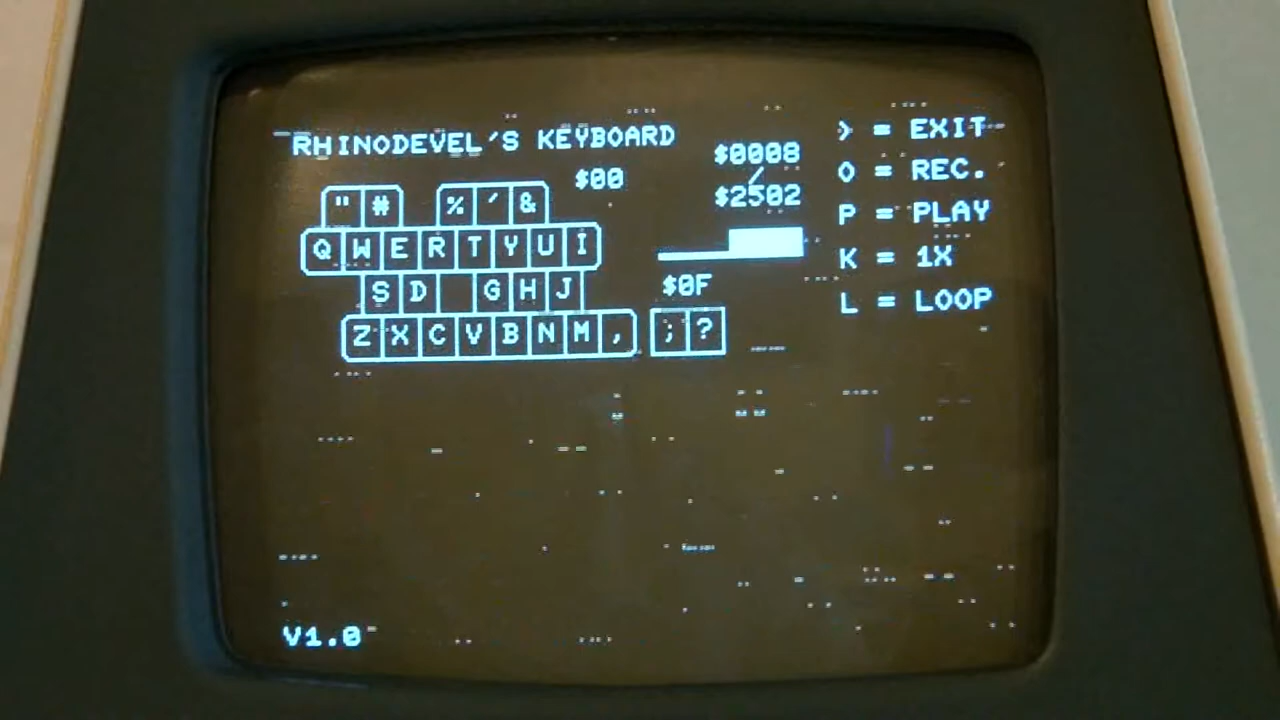 RHINODEVEL'S KEYBOARD
$00
$0008
/
$2502
" # % ' &
Q W E R T Y U I
S D G H J
Z X C V B N M , ; ?
$0F
> = EXIT
O = REC.
P = PLAY
K = 1X
L = LOOP
V1.0